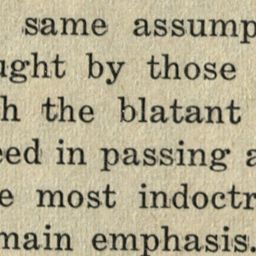 same assump
ught by those
h the blatant
eed in passing a
e most indoctr
main emphasis.